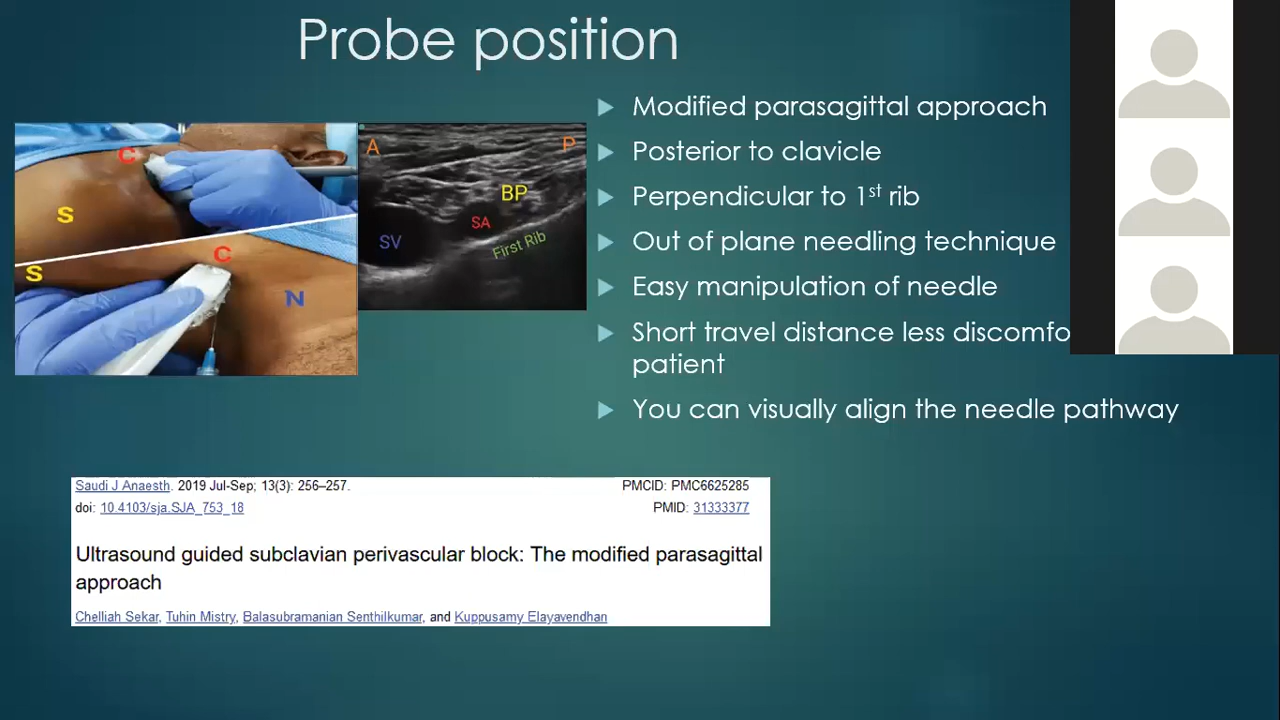 Probe position
C
S
S
C
N
A
P
BP
SA
SV
First Rib
Modified parasagittal approach
Posterior to clavicle
Perpendicular to 1st rib
Out of plane needling technique
Easy manipulation of needle
Short travel distance less
patient
You can visually align the needle pathway
Saudi J Anaesth. 2019 Jul-Sep; 13(3): 256–257.
PMCID: PMC6625285
doi: 10.4103/sja.SJA_753_18
PMID: 31333377
Ultrasound guided subclavian perivascular block: The modified parasagittal
approach
Chelliah Sekar, Tuhin Mistry, Balasubramanian Senthilkumar, and Kuppusamy Elayavendhan